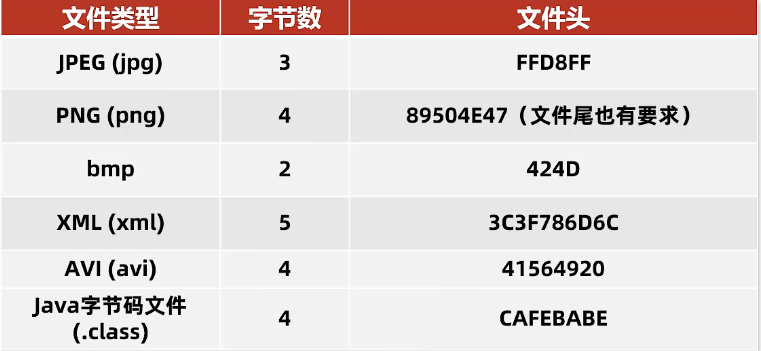 文件类型 字节数 文件头
JPEG (jpg) 3 FFD8FF
PNG (png) 4 89504E47（文件尾也有要求）
bmp 2 424D
XML (xml) 5 3C3F786D6C
AVI (avi) 4 41564920
Java字节码文件
(.class) 4 CAFEBABE